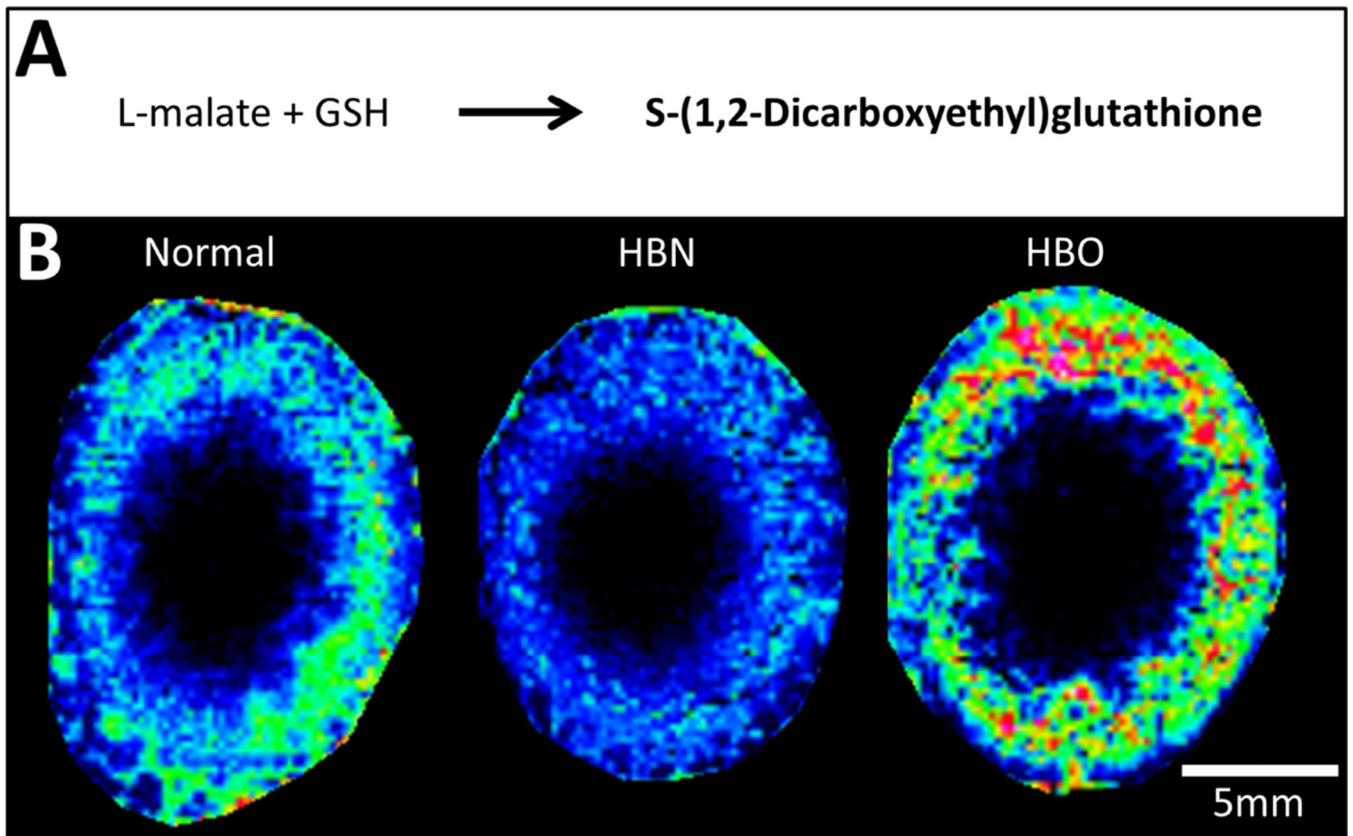 A
L-malate + GSH → S-(1,2-Dicarboxyethyl)glutathione
B
Normal HBN HBO
5mm